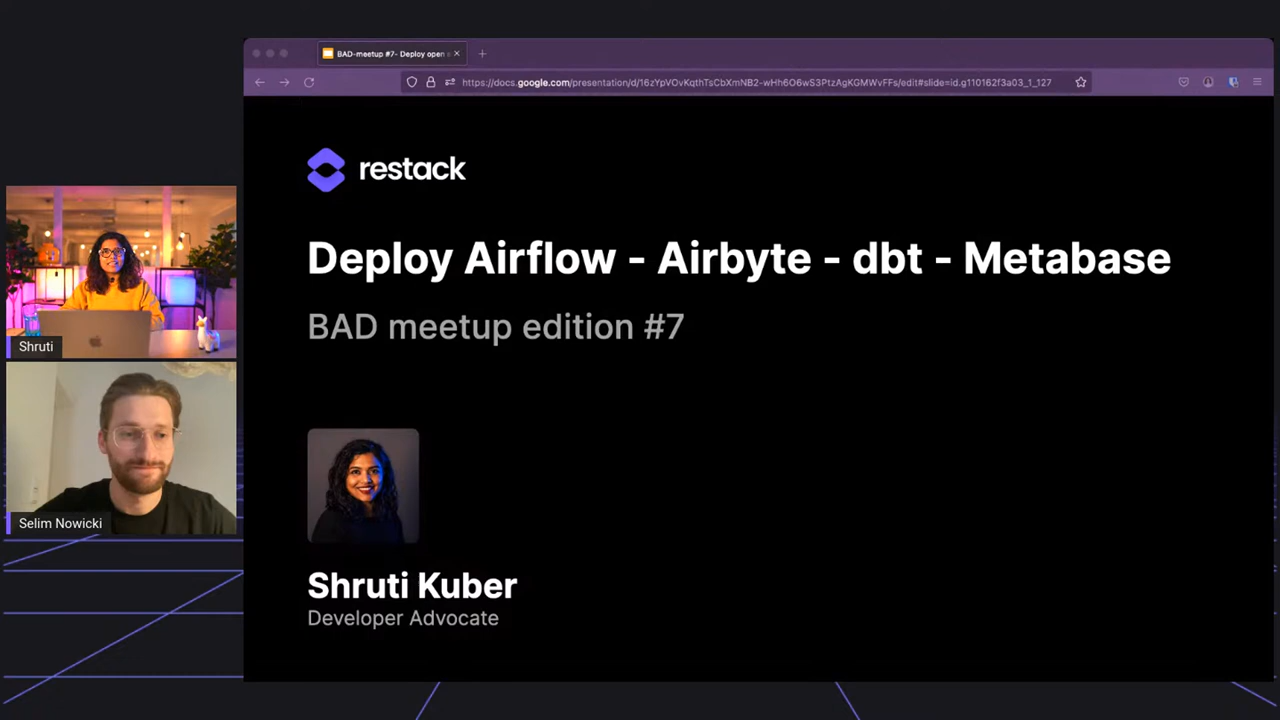 BAD-meetup #7- Deploy open
https://docs.google.com/presentation/d/16zYpVOvKqthTsCbXmNB2-wHh6O6wS3PtzAgKGMWvFFs/edit#slide=id.g110162f3a03_1_127
restack
Deploy Airflow - Airbyte - dbt - Metabase
BAD meetup edition #7
Shruti
Selim Nowicki
Shruti Kuber
Developer Advocate